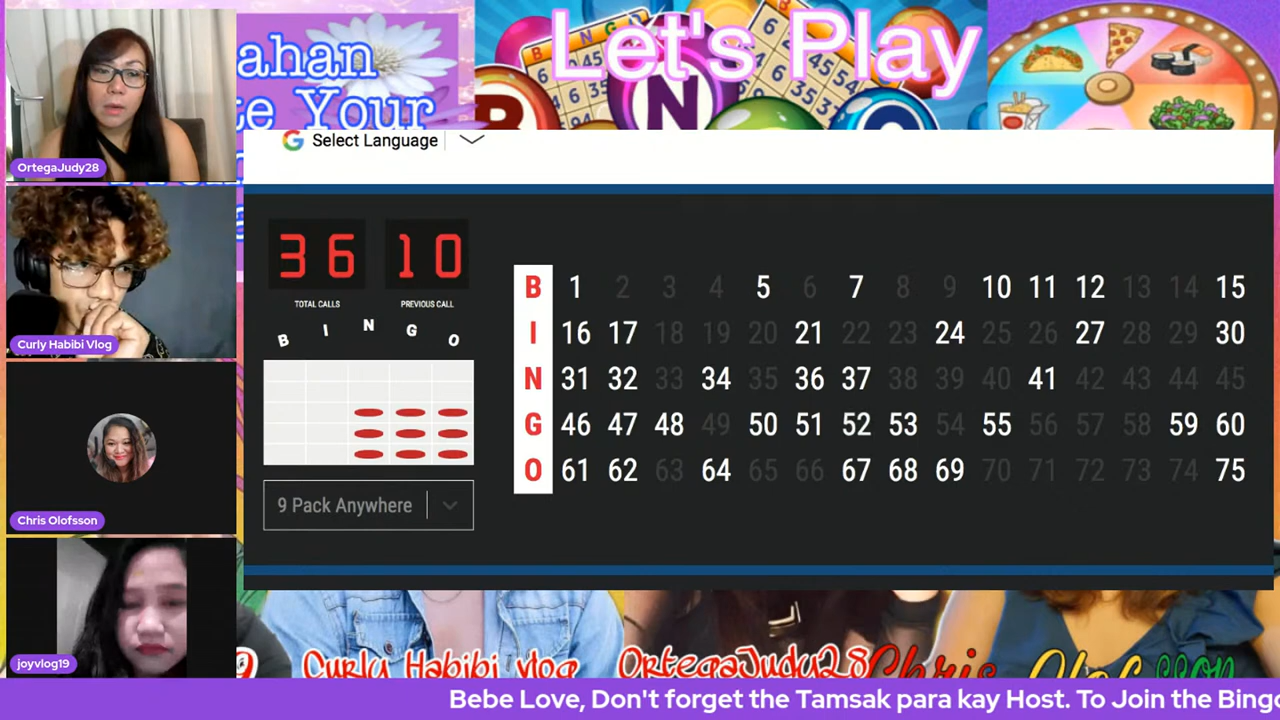 ahan
te Your
Let's Play
B I N G
N
OrtegaJudy28
Select Language
36 10
TOTAL CALLS PREVIOUS CALL
B I N G O
9 Pack Anywhere
B 1 2 3 4 5 6 7 8 9 10 11 12 13 14 15
I 16 17 18 19 20 21 22 23 24 25 26 27 28 29 30
N 31 32 33 34 35 36 37 38 39 40 41 42 43 44 45
G 46 47 48 49 50 51 52 53 54 55 56 57 58 59 60
O 61 62 63 64 65 66 67 68 69 70 71 72 73 74 75
Curly Habibi Vlog
Chris Olofsson
joyvlog19
9 Curly Habibi vlog OrtegaJudy28 Chris Olofsson
Bebe Love, Don't forget the Tamsak para kay Host. To Join the Bingo